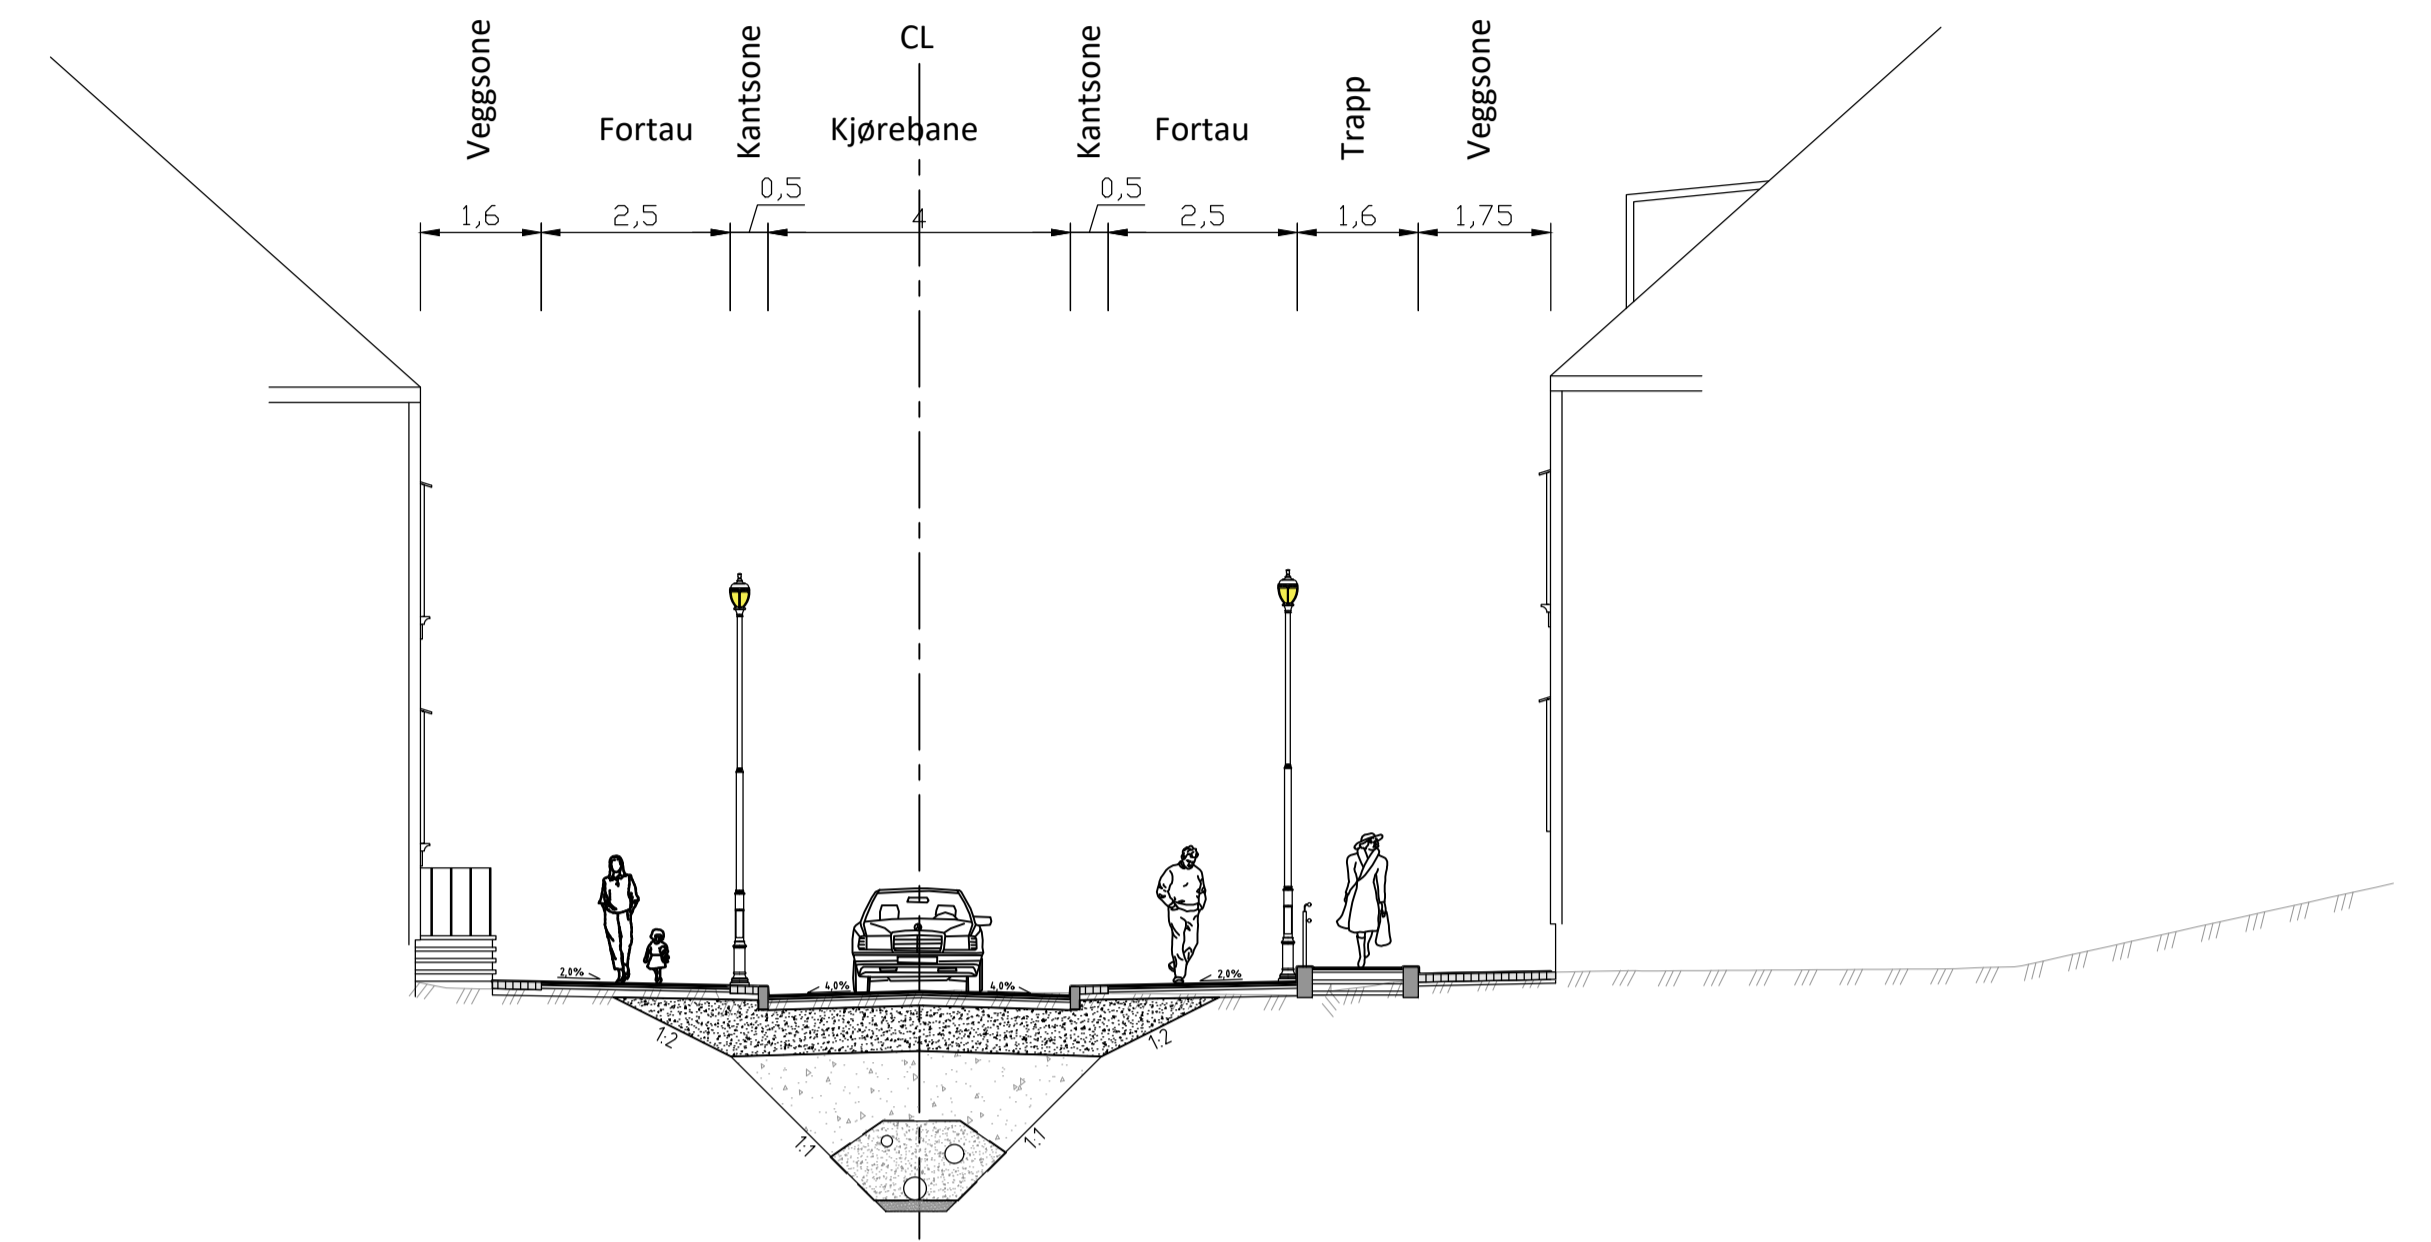 Veggsone
Fortau
Kantsone
CL
Kjørebane
Kantsone
Fortau
Trapp
Veggsone
1,6
2,5
0,5
4
0,5
2,5
1,6
1,75
2,0%
4,0%
4,0%
2,0%
1:2
1:2
1:1
1:1